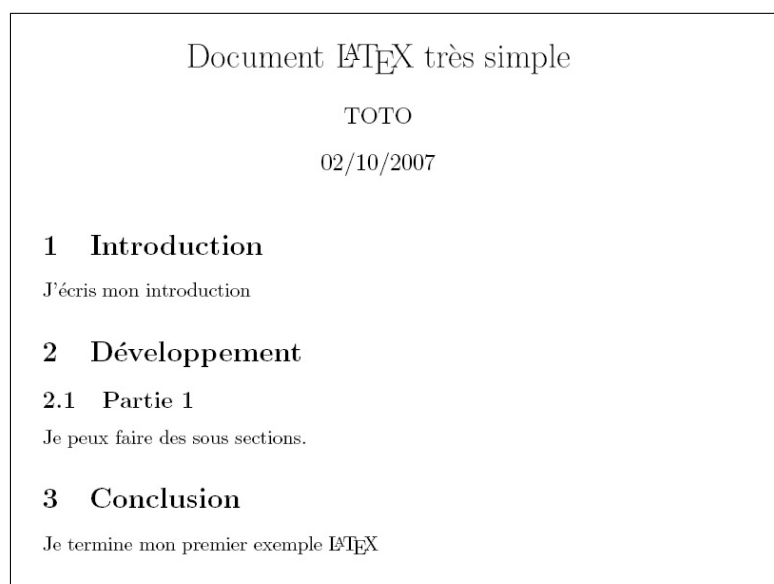 Document LATEX très simple
TOTO
02/10/2007
1 Introduction
J'écris mon introduction
2 Développement
2.1 Partie 1
Je peux faire des sous sections.
3 Conclusion
Je termine mon premier exemple LATEX